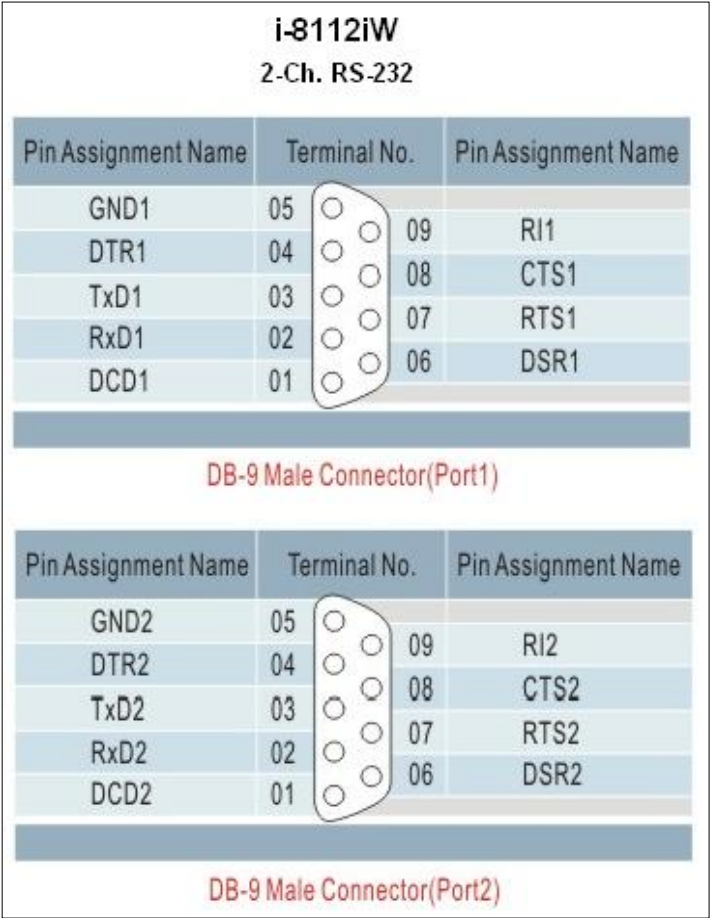 i-8112iW
2-Ch. RS-232
Pin Assignment Name Terminal No. Pin Assignment Name
GND1 05
09 RI1
DTR1 04
08 CTS1
TxD1 03
07 RTS1
RxD1 02
06 DSR1
DCD1 01
DB-9 Male Connector(Port1)
Pin Assignment Name Terminal No. Pin Assignment Name
GND2 05
09 RI2
DTR2 04
08 CTS2
TxD2 03
07 RTS2
RxD2 02
06 DSR2
DCD2 01
DB-9 Male Connector(Port2)